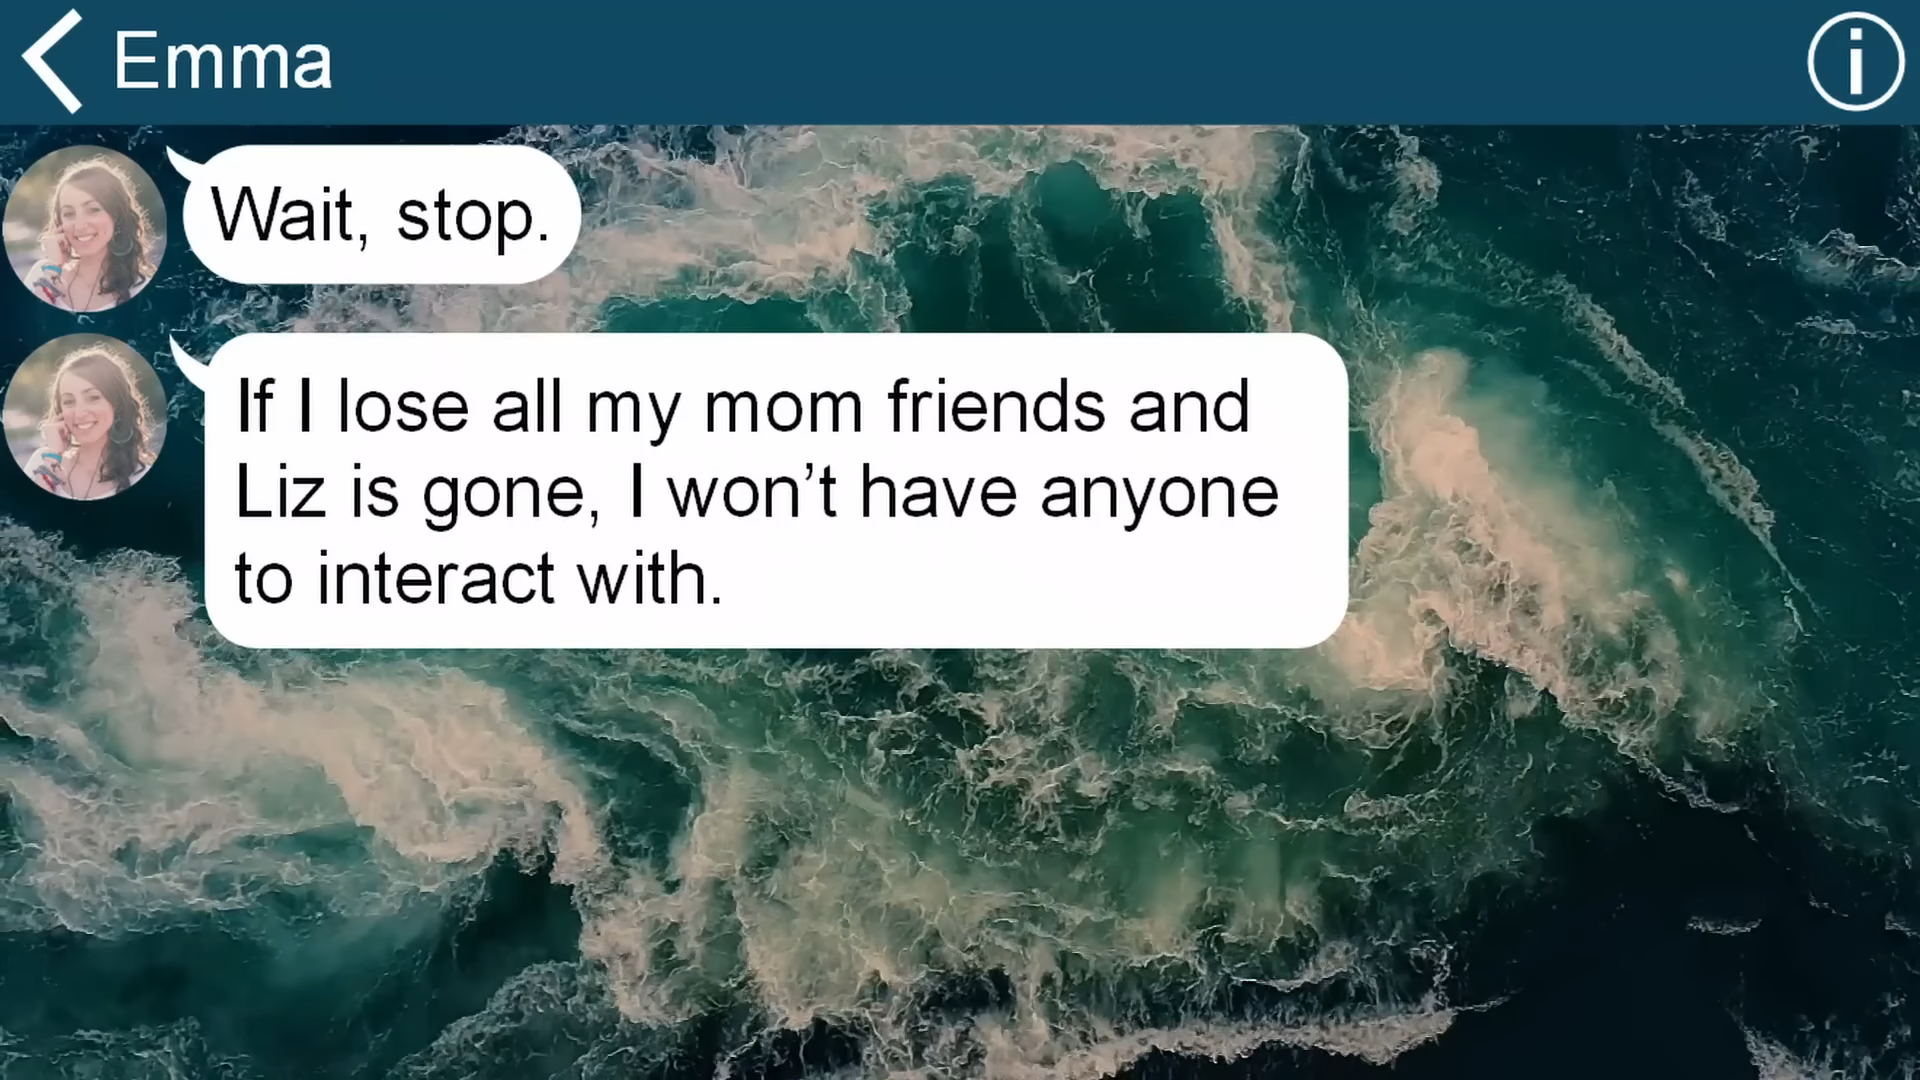 Emma
Wait, stop.
If I lose all my mom friends and
Liz is gone, I won’t have anyone
to interact with.